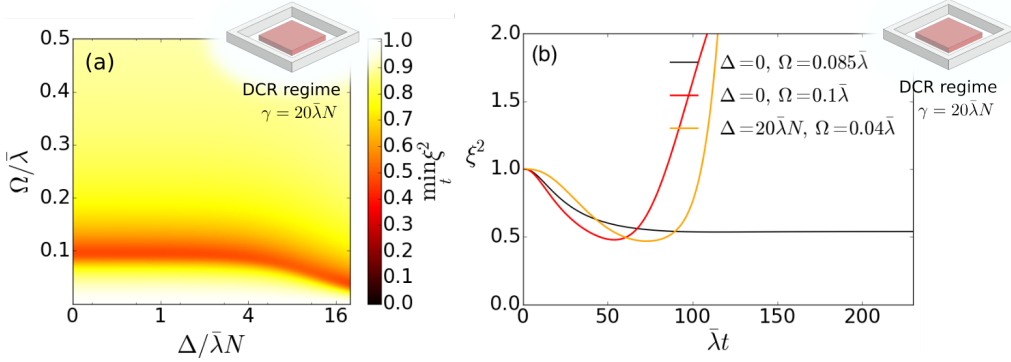 (a)
DCR regime
γ = 20λ̄N
0.5
0.4
0.3
0.2
0.1
Ω/λ̄
0
1
4
16
Δ/λ̄N
1.0
0.9
0.8
0.7
0.6
0.5
0.4
0.3
0.2
0.1
0.0
min ξ²
t
(b)
DCR regime
γ = 20λ̄N
Δ=0, Ω=0.085λ̄
Δ=0, Ω=0.1λ̄
Δ=20λ̄N, Ω=0.04λ̄
2.0
1.5
1.0
0.5
0.0
ξ²
0
50
100
150
200
λ̄t